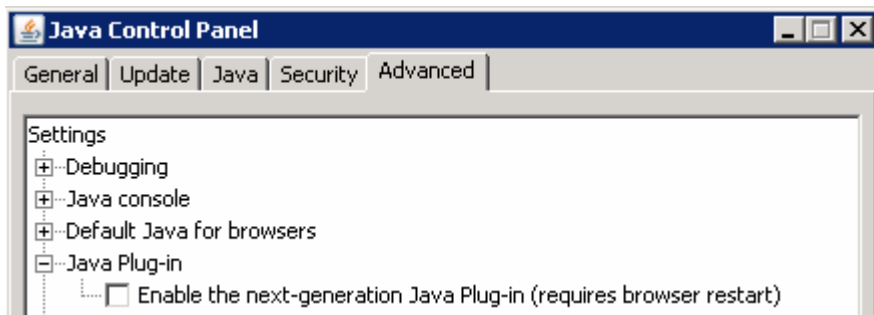 Java Control Panel
General Update Java Security Advanced
Settings
Debugging
Java console
Default Java for browsers
Java Plug-in
Enable the next-generation Java Plug-in (requires browser restart)